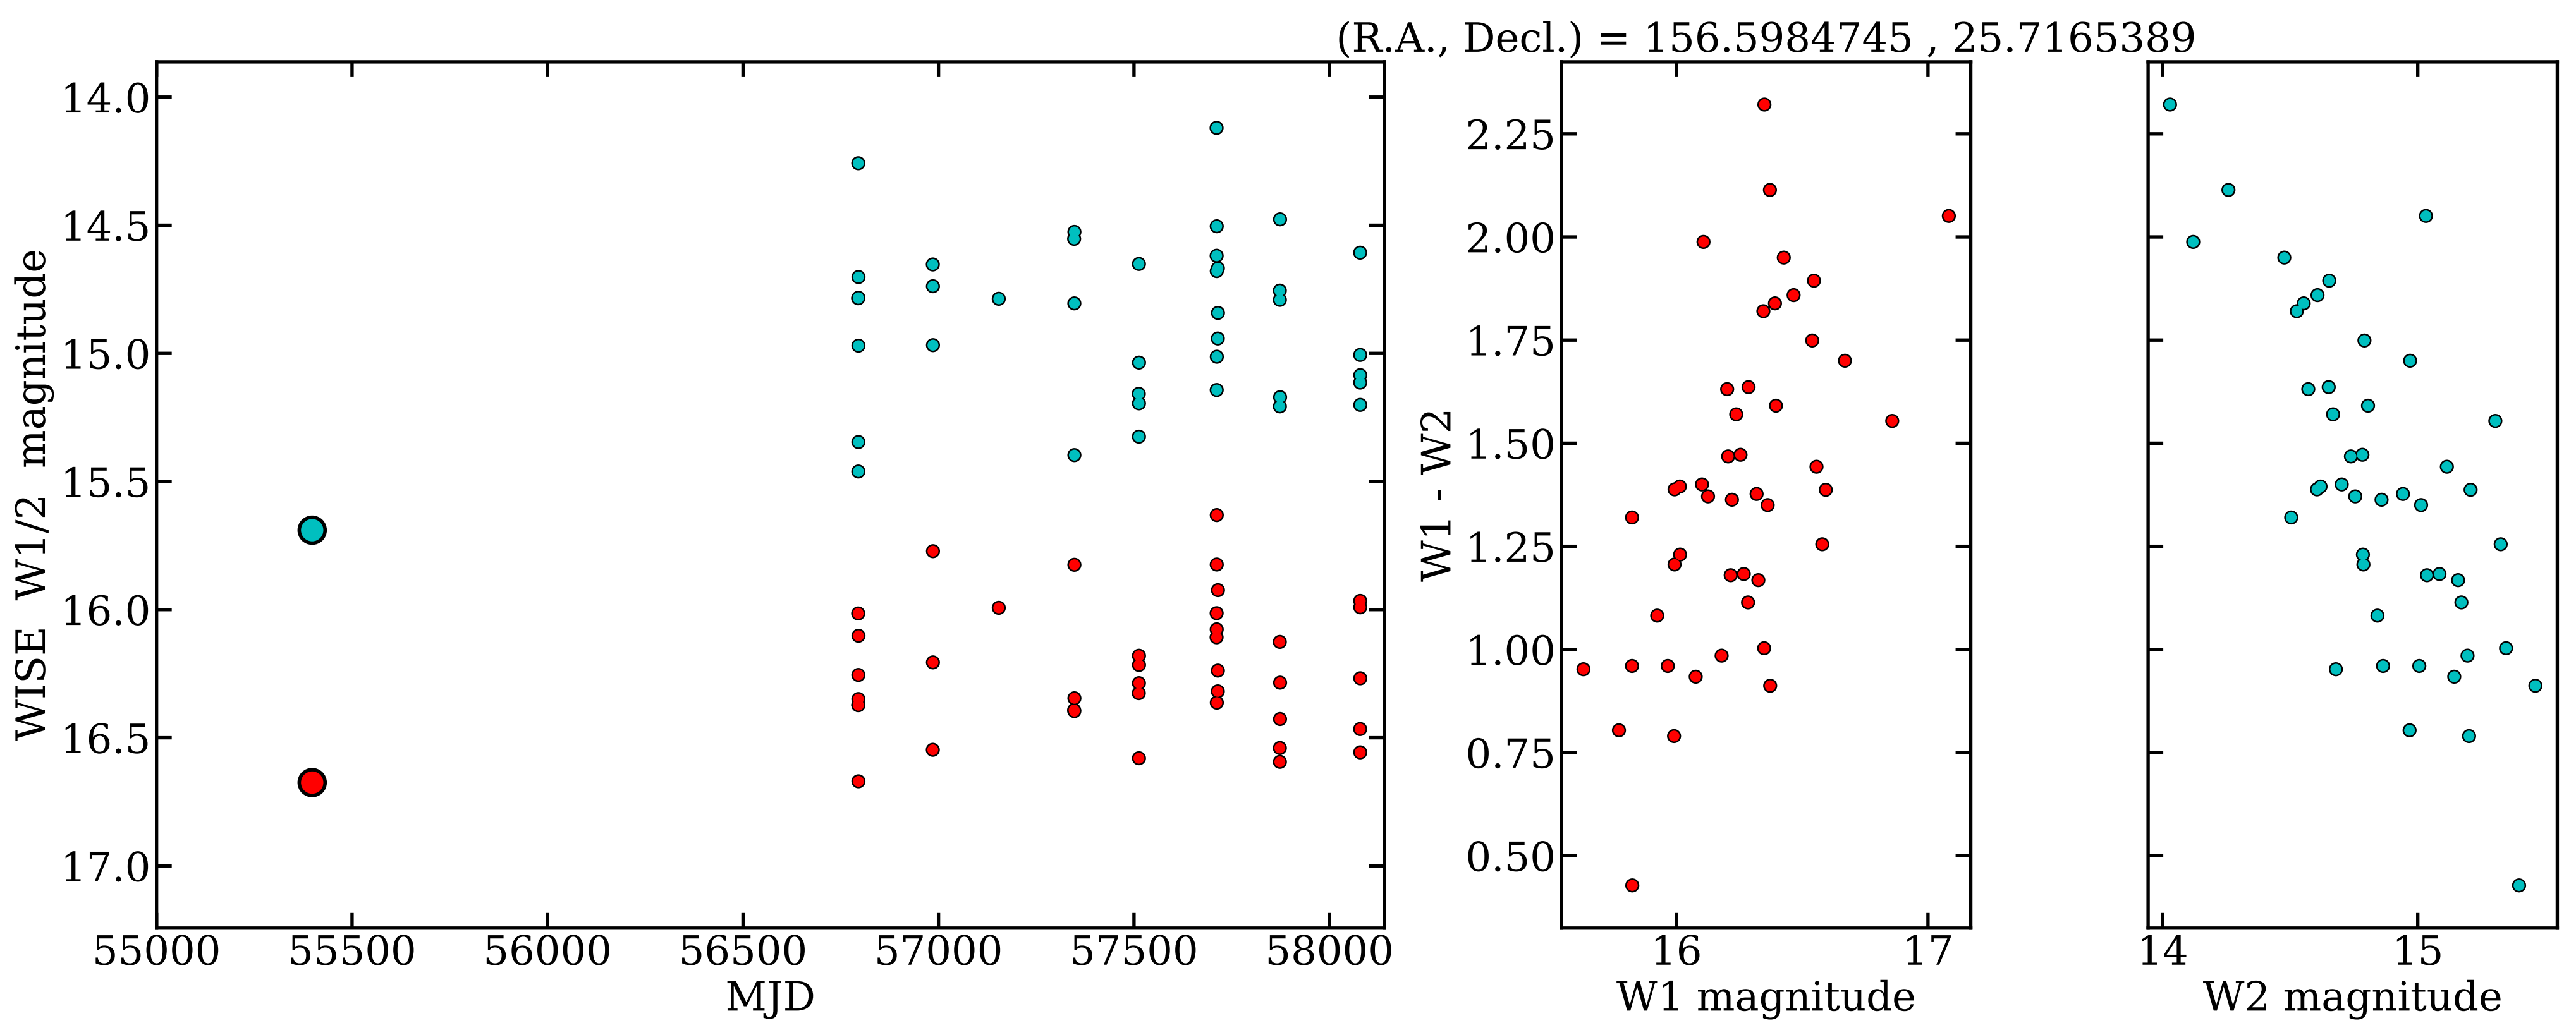 (R.A., Decl.) = 156.5984745 , 25.7165389
WISE W1/2 magnitude
14.0
14.5
15.0
15.5
16.0
16.5
17.0
55000 55500 56000 56500 57000 57500 58000
MJD
W1 - W2
2.25
2.00
1.75
1.50
1.25
1.00
0.75
0.50
16 17
W1 magnitude
14 15
W2 magnitude